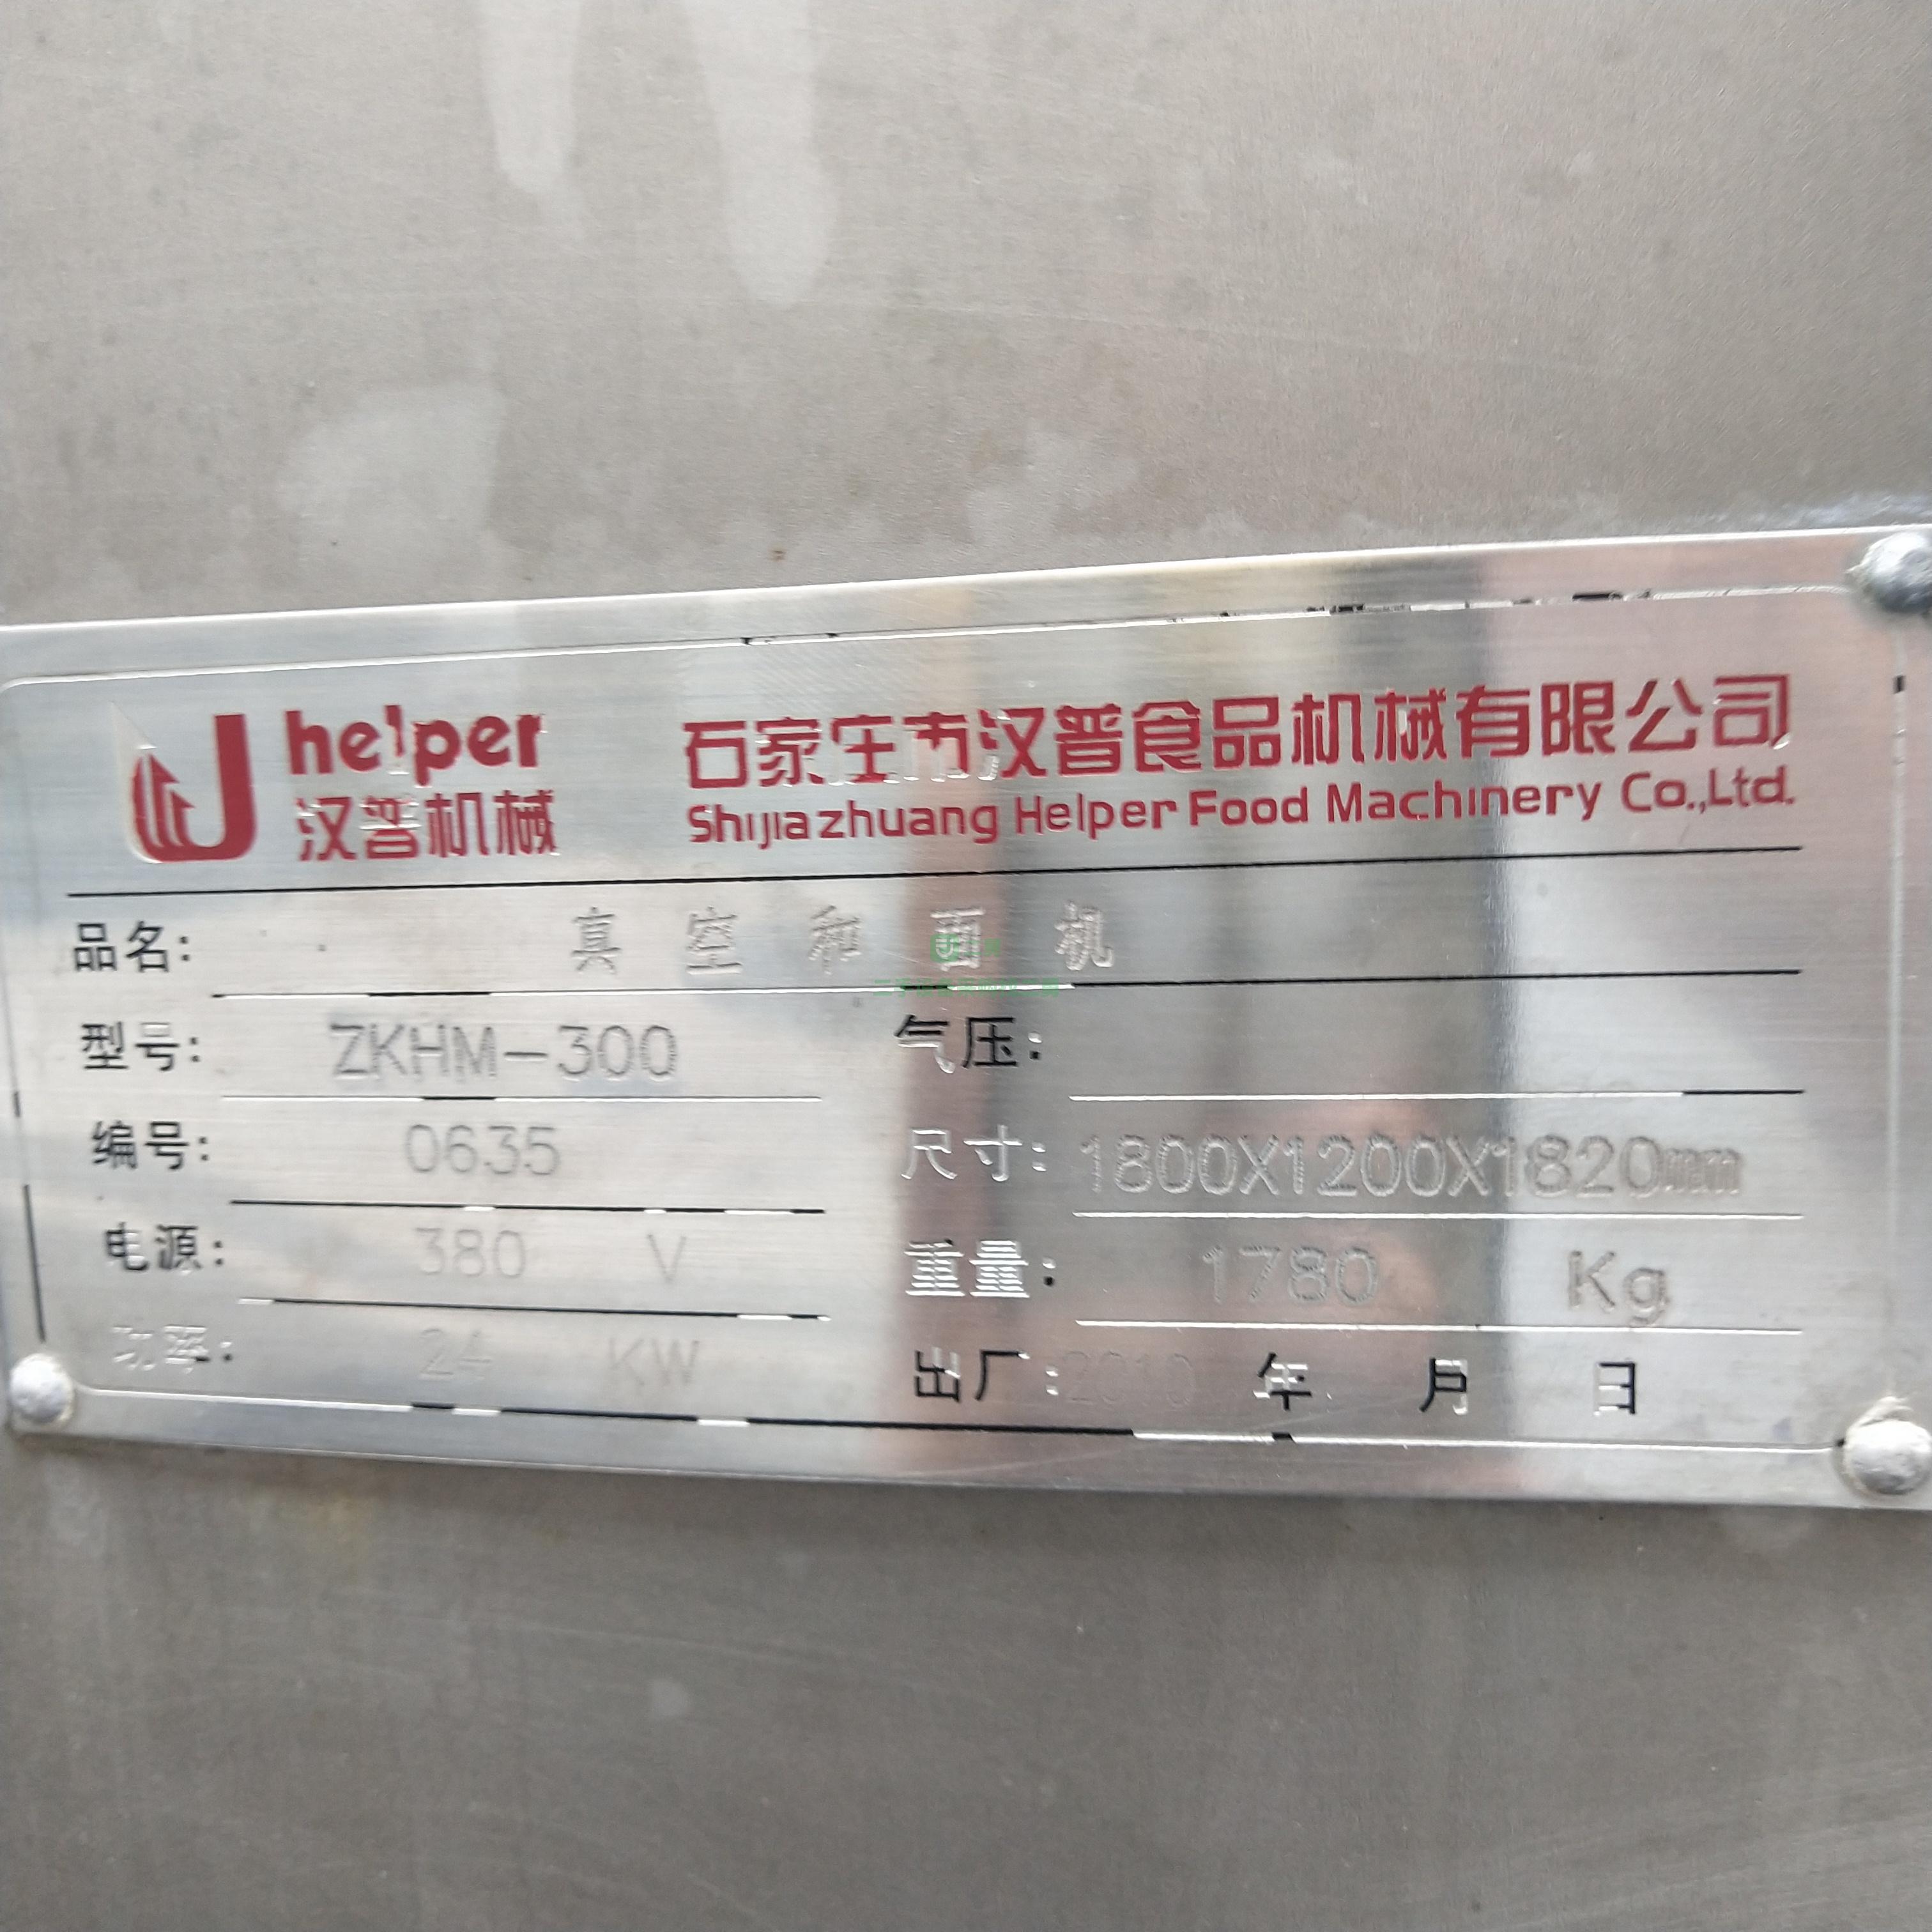 helper
汉普机械
石家庄市汉普食品机械有限公司
Shijiazhuang Helper Food Machinery Co.,Ltd.
品名: 真空和面机
型号: ZKHM-300 气压:
编号: 0635 尺寸: 1800X1200X1820mm
电源: 380 V 重量: 1780 Kg
功率: 24 KW 出厂: 2010 年 月 日